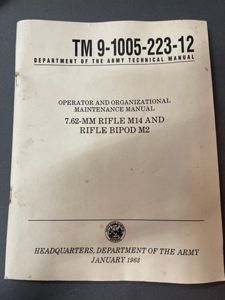 TM 9-1005-223-12
DEPARTMENT OF THE ARMY TECHNICAL MANUAL
OPERATOR AND ORGANIZATIONAL
MAINTENANCE MANUAL
7.62-MM RIFLE M14 AND
RIFLE BIPOD M2
HEADQUARTERS, DEPARTMENT OF THE ARMY
JANUARY 1963